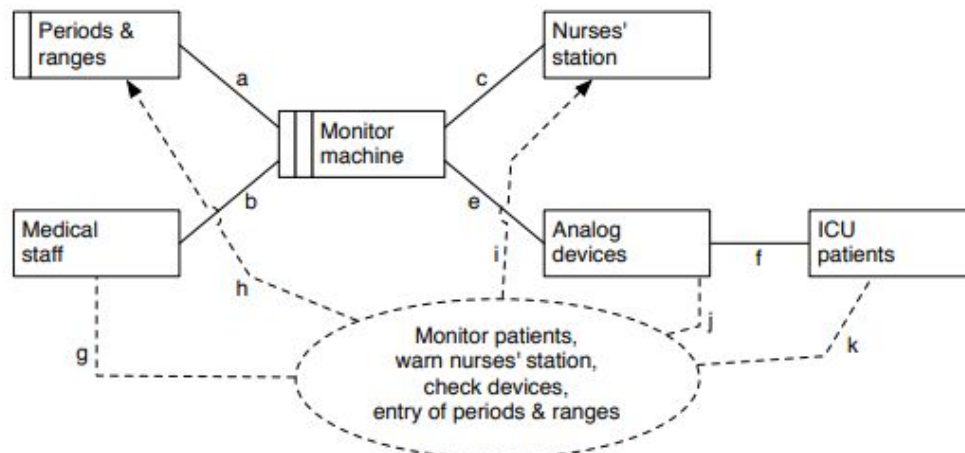 Periods &
ranges
Nurses'
station
a
c
Monitor
machine
b
e
Medical
staff
Analog
devices
ICU
patients
f
i
h
j
g
k
Monitor patients,
warn nurses' station,
check devices,
entry of periods & ranges